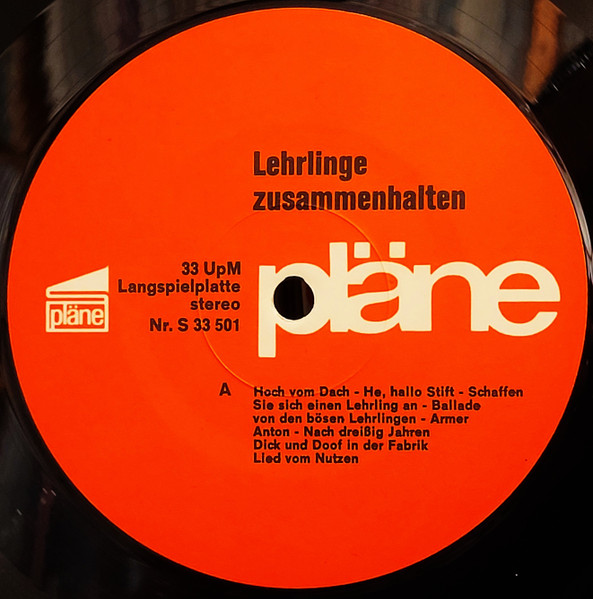 Lehrlinge
zusammenhalten
pläne
33 UpM
Langspielplatte
stereo
Nr. S 33 501
pläne
A
Hoch vom Dach - He, hallo Stift - Schaffen
Sie sich einen Lehrling an - Ballade
von den bösen Lehrlingen - Armer
Anton - Nach dreißig Jahren
Dick und Doof in der Fabrik
Lied vom Nutzen